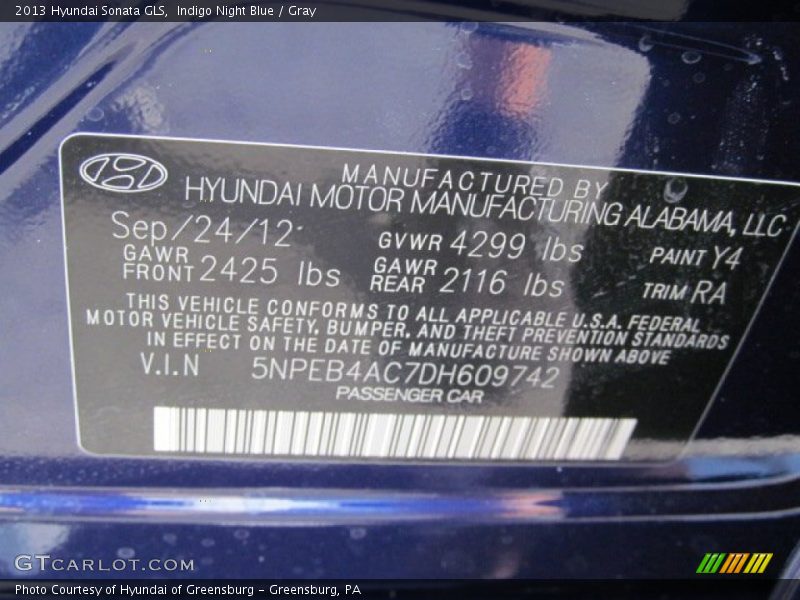 2013 Hyundai Sonata GLS, Indigo Night Blue / Gray
MANUFACTURED BY
HYUNDAI MOTOR MANUFACTURING ALABAMA, LLC
Sep/24/12 GVWR 4299 lbs PAINT Y4
GAWR FRONT 2425 lbs GAWR REAR 2116 lbs TRIM RA
THIS VEHICLE CONFORMS TO ALL APPLICABLE U.S.A. FEDERAL
MOTOR VEHICLE SAFETY, BUMPER, AND THEFT PREVENTION STANDARDS
IN EFFECT ON THE DATE OF MANUFACTURE SHOWN ABOVE
V.I.N 5NPEB4AC7DH609742
PASSENGER CAR
GTCARLOT.COM
Photo Courtesy of Hyundai of Greensburg - Greensburg, PA